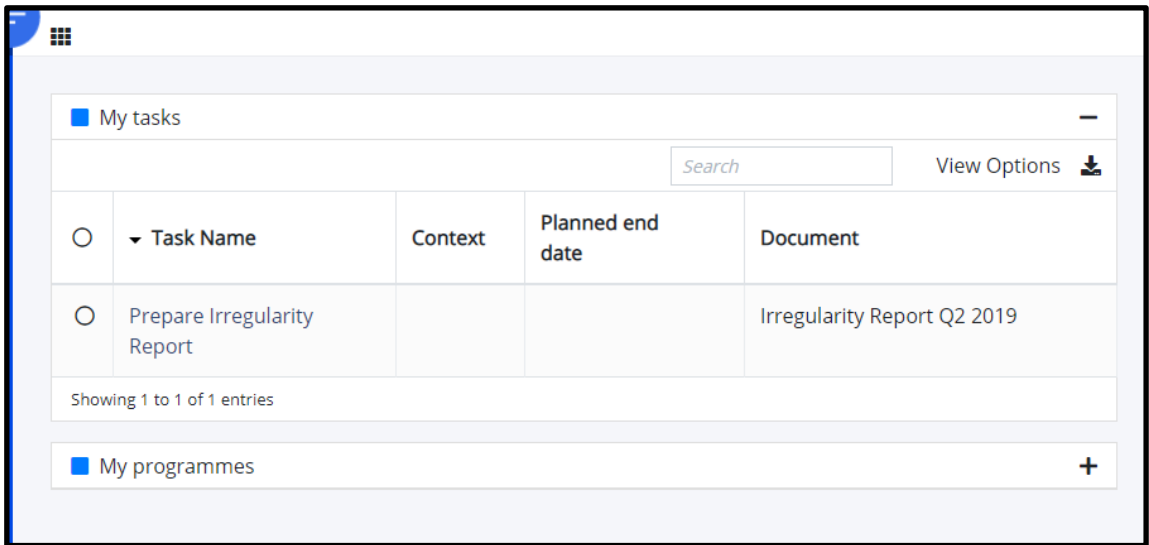 My tasks
Search View Options
Task Name Context Planned end
date Document
Prepare Irregularity
Report Irregularity Report Q2 2019
Showing 1 to 1 of 1 entries
My programmes